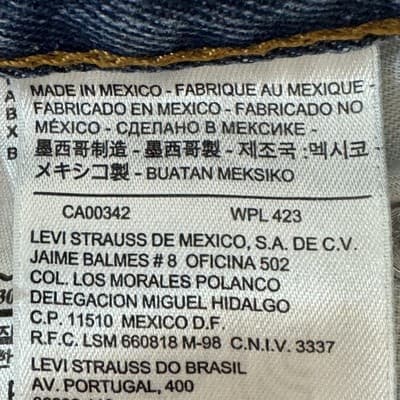 MADE IN MEXICO - FABRIQUE AU MEXIQUE -
FABRICADO EN MEXICO - FABRICADO NO
MÉXICO - СДЕЛАНО В МЕКСИКЕ -
墨西哥制造 - 墨西哥製 - 제조국 :멕시코 -
メキシコ製 - BUATAN MEKSIKO
CA00342 WPL 423
LEVI STRAUSS DE MEXICO, S.A. DE C.V.
JAIME BALMES # 8 OFICINA 502
COL. LOS MORALES POLANCO
DELEGACION MIGUEL HIDALGO
C.P. 11510 MEXICO D.F.
R.F.C. LSM 660818 M-98 C.N.I.V. 3337
LEVI STRAUSS DO BRASIL
AV. PORTUGAL, 400